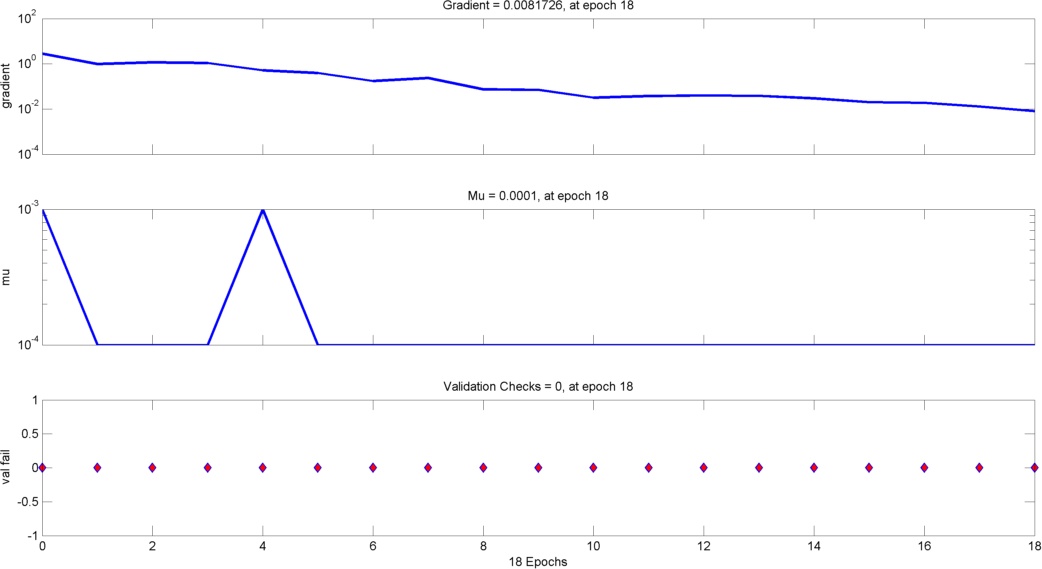 Gradient = 0.0081726, at epoch 18
10^2
10^0
10^-2
10^-4
gradient
Mu = 0.0001, at epoch 18
10^-3
10^-4
mu
Validation Checks = 0, at epoch 18
1
0.5
0
-0.5
-1
val fail
0 2 4 6 8 10 12 14 16 18
18 Epochs